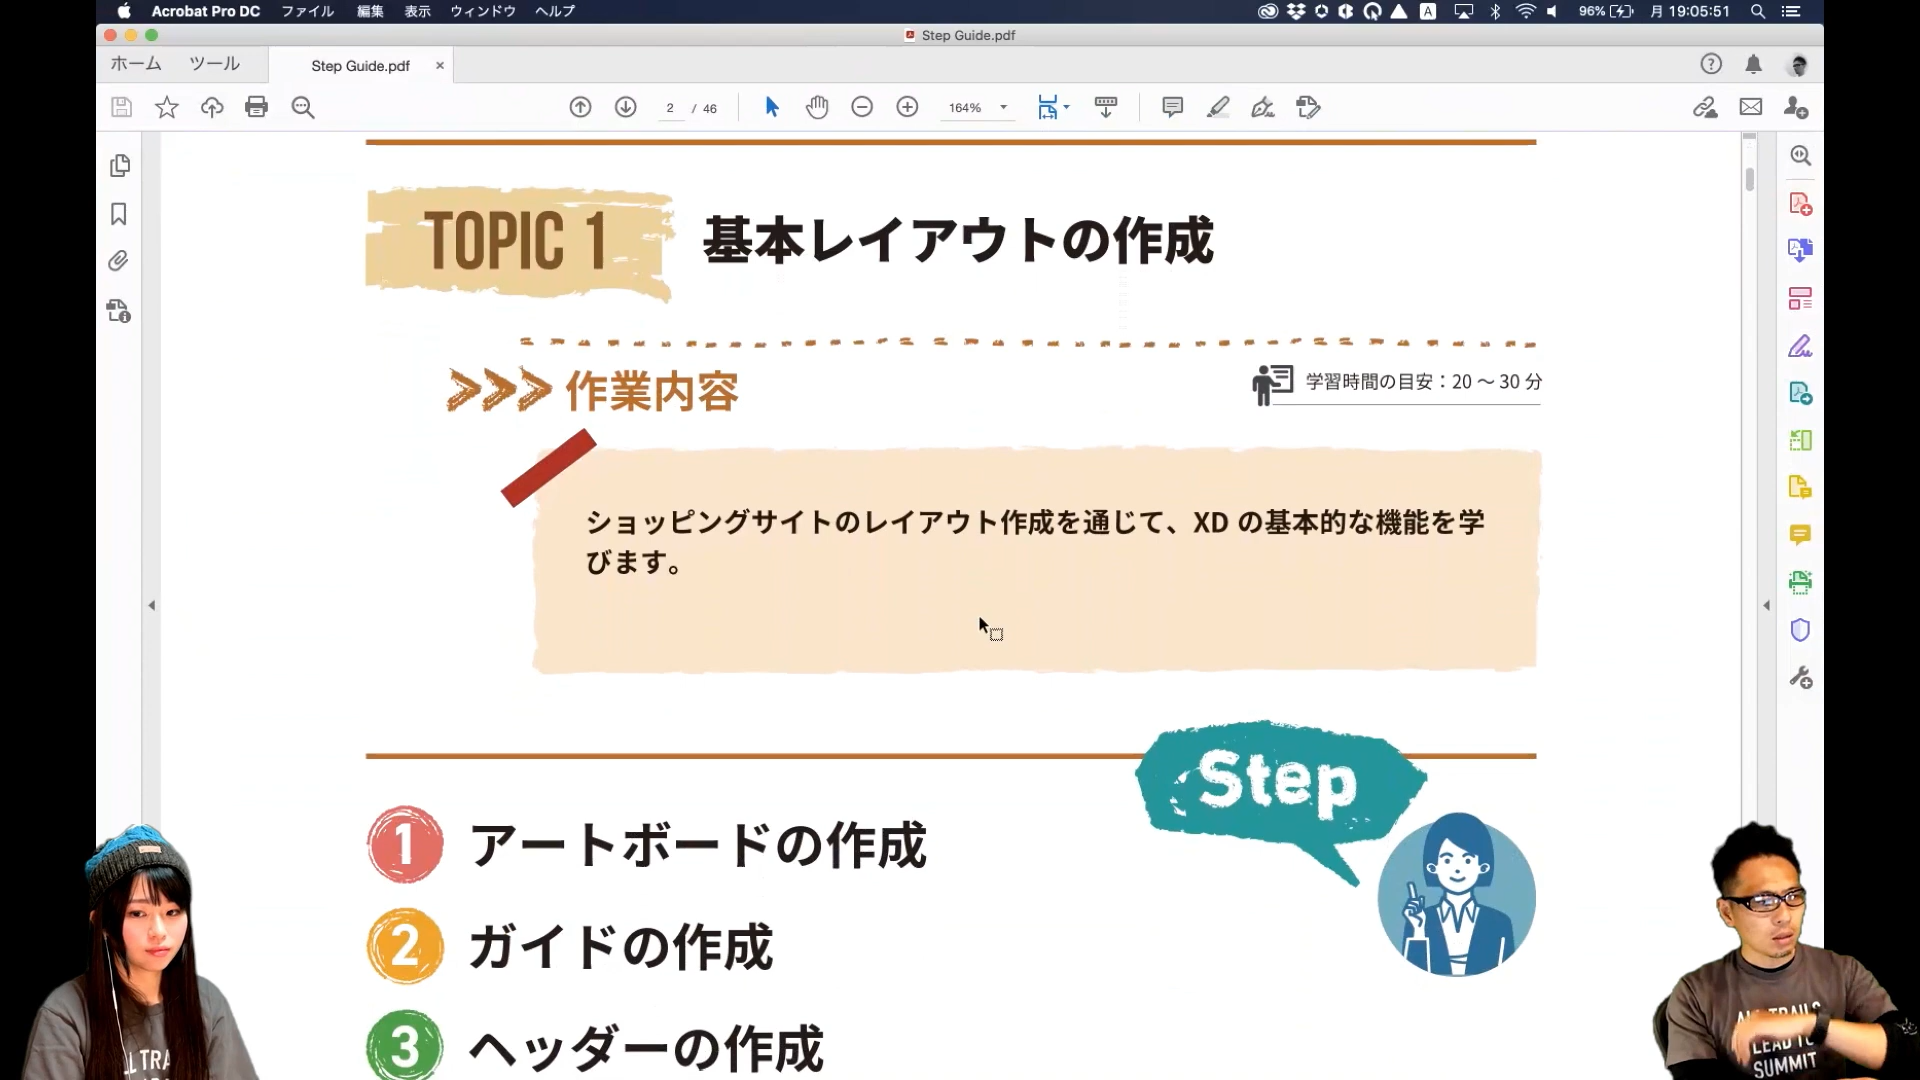 Acrobat Pro DC ファイル 編集 表示 ウィンドウ ヘルプ A 96% 月 19:05:51
Step Guide.pdf
ホーム ツール Step Guide.pdf ×
2 / 46 164%
TOPIC 1 基本レイアウトの作成
>>> 作業内容
学習時間の目安：20 ～ 30 分
ショッピングサイトのレイアウト作成を通じて、XD の基本的な機能を学
びます。
Step
1 アートボードの作成
2 ガイドの作成
3 ヘッダーの作成
ALL TRAILS
LEAD TO
SUMMIT